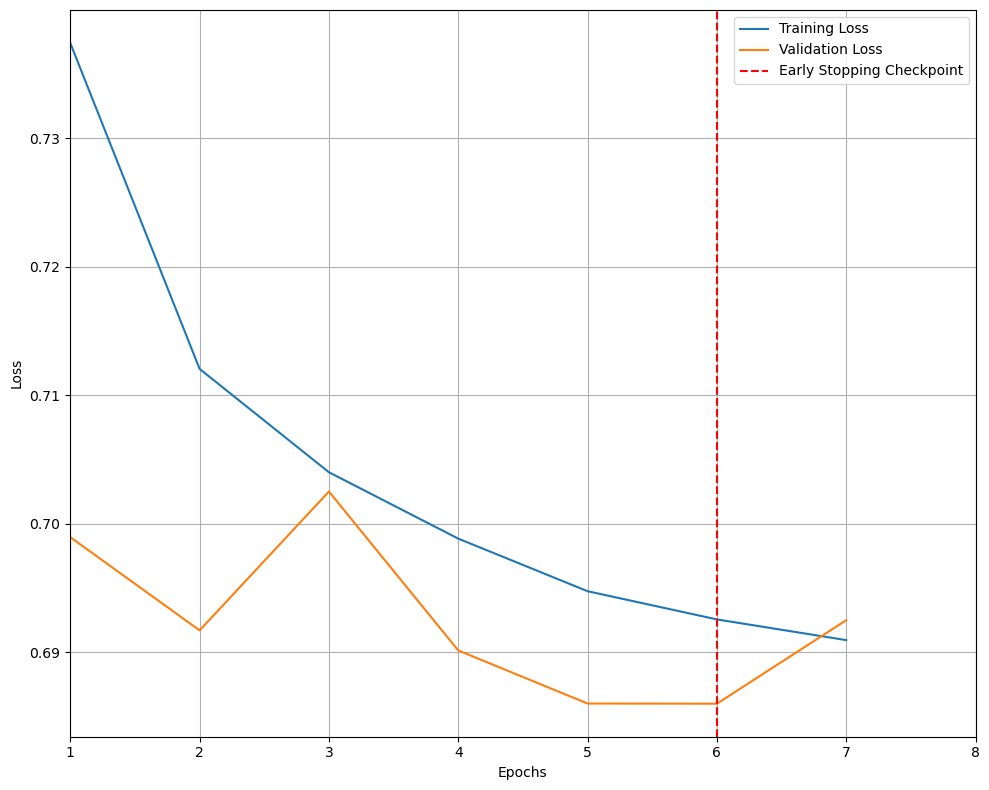 Training Loss
Validation Loss
Early Stopping Checkpoint
0.73
0.72
0.71
0.70
0.69
Loss
1 2 3 4 5 6 7 8
Epochs